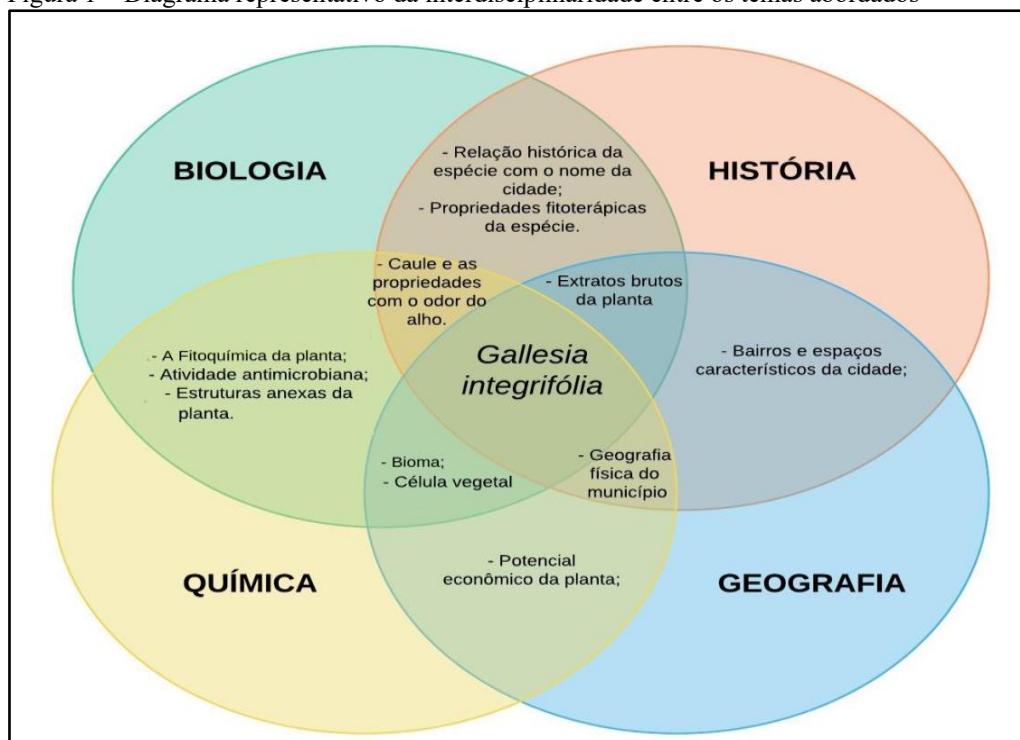 Figura 1 – Diagrama representativo da interdisciplinaridade entre os temas abordados
BIOLOGIA
- Relação histórica da
espécie com o nome da
cidade;
- Propriedades fitoterápicas
da espécie.
HISTÓRIA
- Caule e as
propriedades
com o odor do
alho.
- Extratos brutos
da planta
- A Fitoquímica da planta;
- Atividade antimicrobiana;
- Estruturas anexas da
planta.
Gallesia
integrifólia
- Bairros e espaços
característicos da cidade;
- Bioma;
- Célula vegetal
- Geografia
física do
município
QUÍMICA
- Potencial
econômico da planta;
GEOGRAFIA